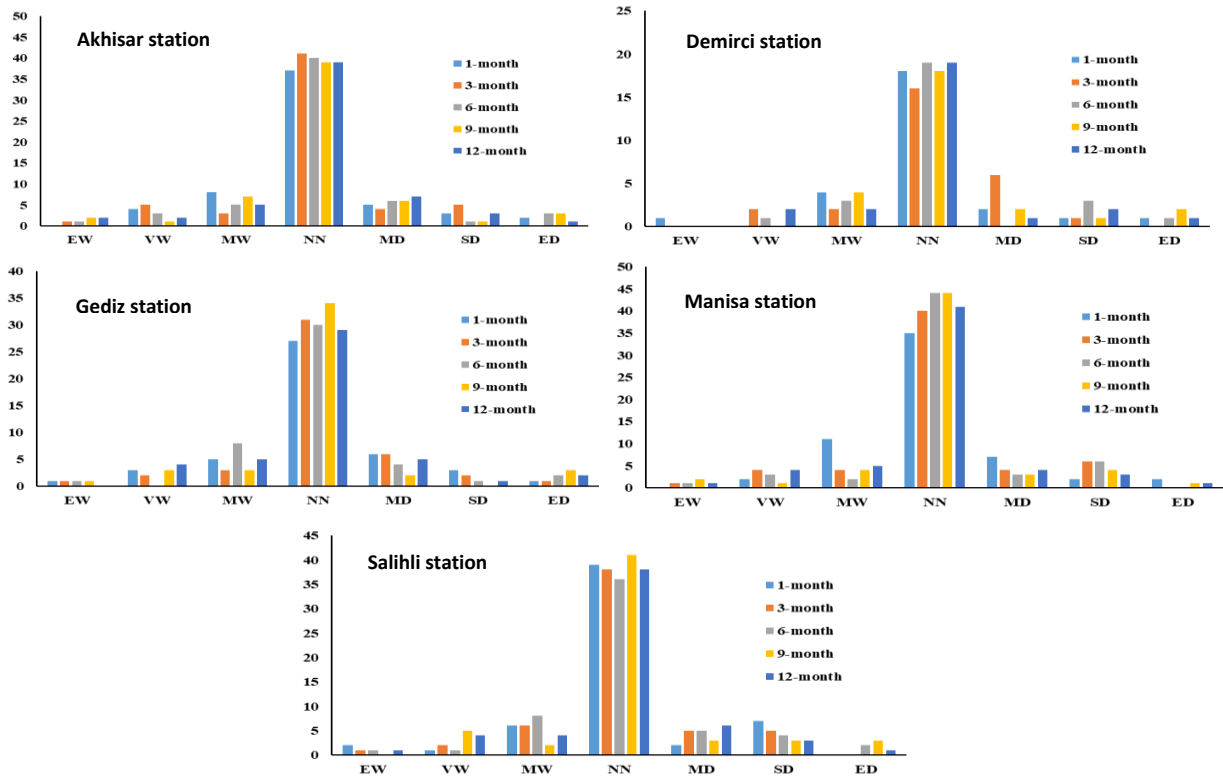 Akhisar station
50
45
40
35
30
25
20
15
10
5
0
EW VW MW NN MD SD ED
1-month
3-month
6-month
9-month
12-month
Demirci station
25
20
15
10
5
0
EW VW MW NN MD SD ED
1-month
3-month
6-month
9-month
12-month
Gediz station
40
35
30
25
20
15
10
5
0
EW VW MW NN MD SD ED
1-month
3-month
6-month
9-month
12-month
Manisa station
50
45
40
35
30
25
20
15
10
5
0
EW VW MW NN MD SD ED
1-month
3-month
6-month
9-month
12-month
Salihli station
45
40
35
30
25
20
15
10
5
0
EW VW MW NN MD SD ED
1-month
3-month
6-month
9-month
12-month